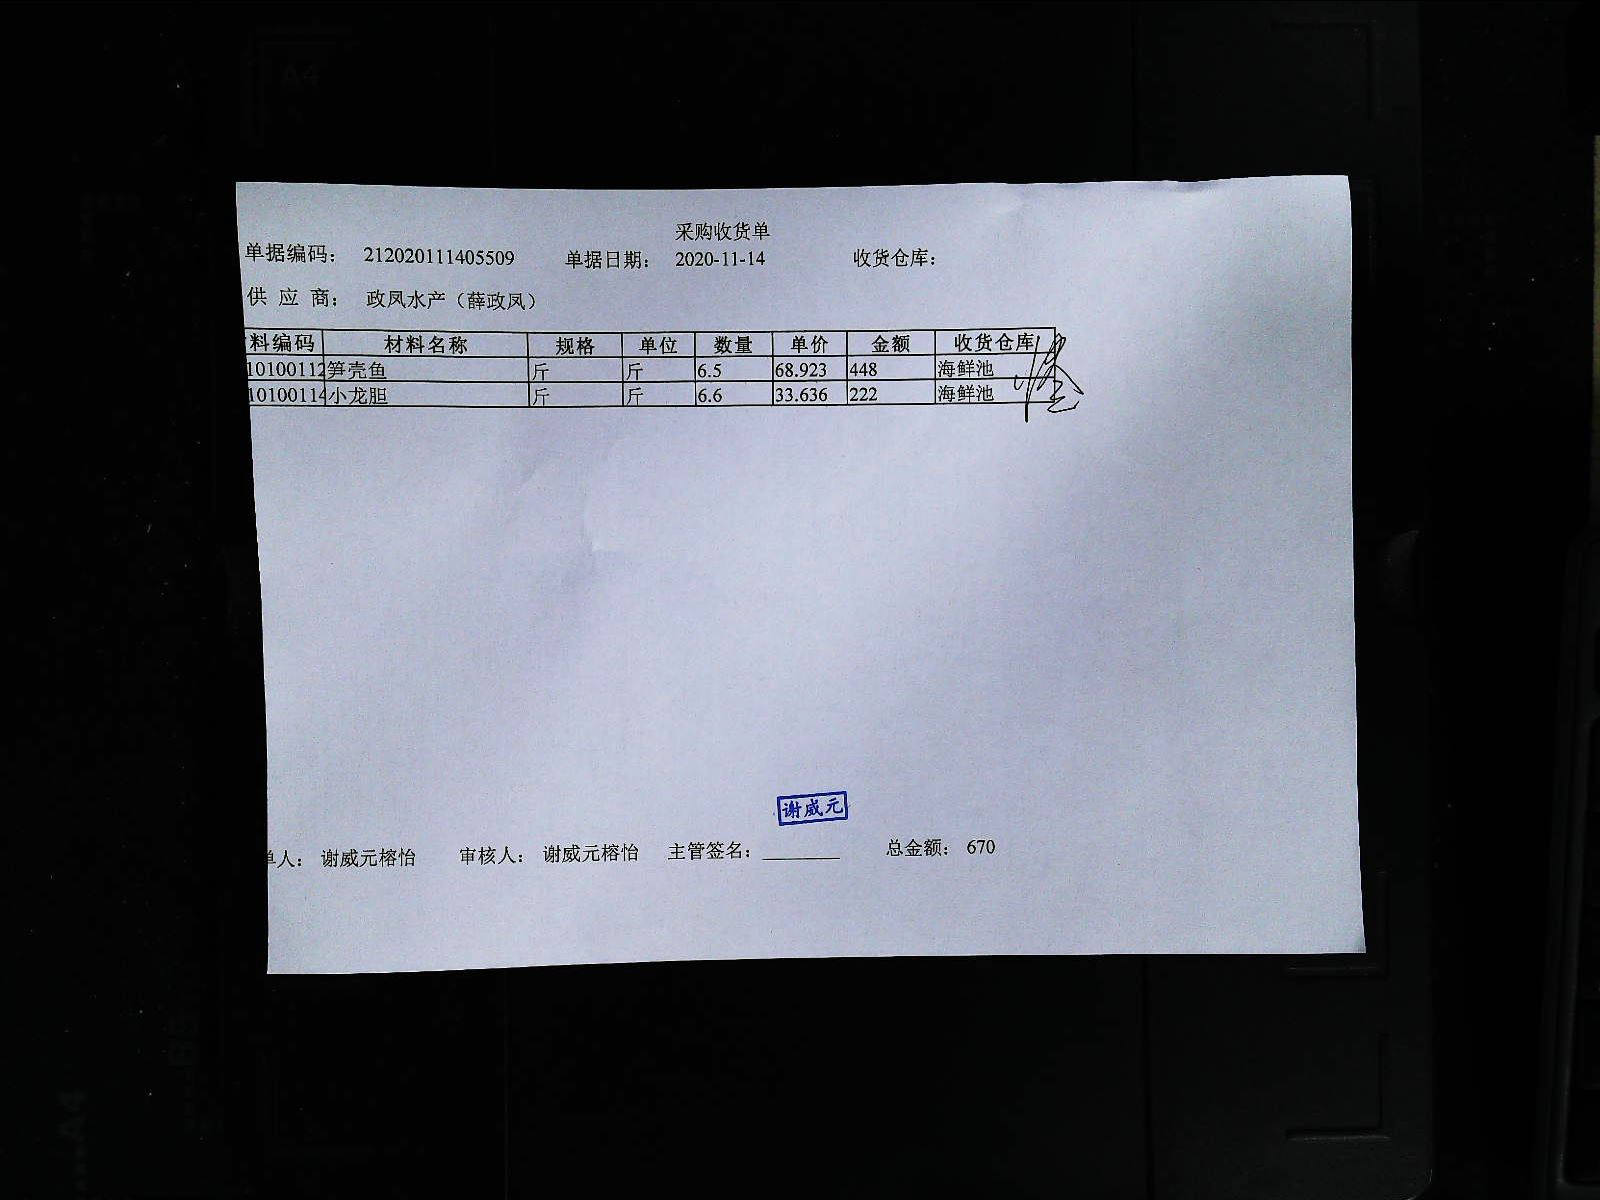 采购收货单
单据编码： 212020111405509 单据日期： 2020-11-14 收货仓库：
供 应 商： 政凤水产（薛政凤）
料编码 材料名称 规格 单位 数量 单价 金额 收货仓库
10100112 笋壳鱼 斤 斤 6.5 68.923 448 海鲜池
10100114 小龙胆 斤 斤 6.6 33.636 222 海鲜池
谢威元
单人： 谢威元榕怡 审核人： 谢威元榕怡 主管签名：________ 总金额： 670